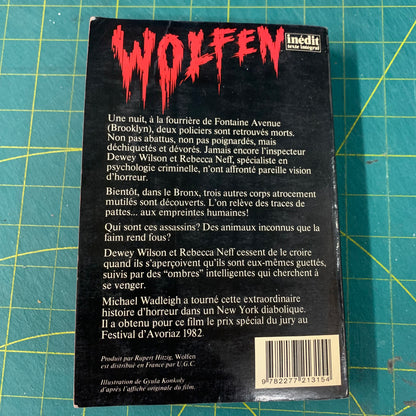 WOLFEN
inédit
texte intégral
Une nuit, à la fourrière de Fontaine Avenue
(Brooklyn), deux policiers sont retrouvés morts.
Non pas abattus, non pas poignardés, mais
déchiquetés et dévorés. Jamais encore l'inspecteur
Dewey Wilson et Rebecca Neff, spécialiste en
psychologie criminelle, n'ont affronté pareille vision
d'horreur.
Bientôt, dans le Bronx, trois autres corps atrocement
mutilés sont découverts. L'on relève des traces de
pattes... aux empreintes humaines!
Qui sont ces assassins? Des animaux inconnus que la
faim rend fous?
Dewey Wilson et Rebecca Neff cessent de le croire
quand ils s'aperçoivent qu'ils sont eux-mêmes guettés,
suivis par des "ombres" intelligentes qui cherchent à
se venger.
Michael Wadleigh a tourné cette extraordinaire
histoire d'horreur dans un New York diabolique.
Il a obtenu pour ce film le prix spécial du jury au
Festival d'Avoriaz 1982.
Produit par Rupert Hitzig, Wolfen
est distribué en France par U.G.C.
Illustration de Gyula Konkoly
d'après l'affiche originale du film.
9 782277 213154